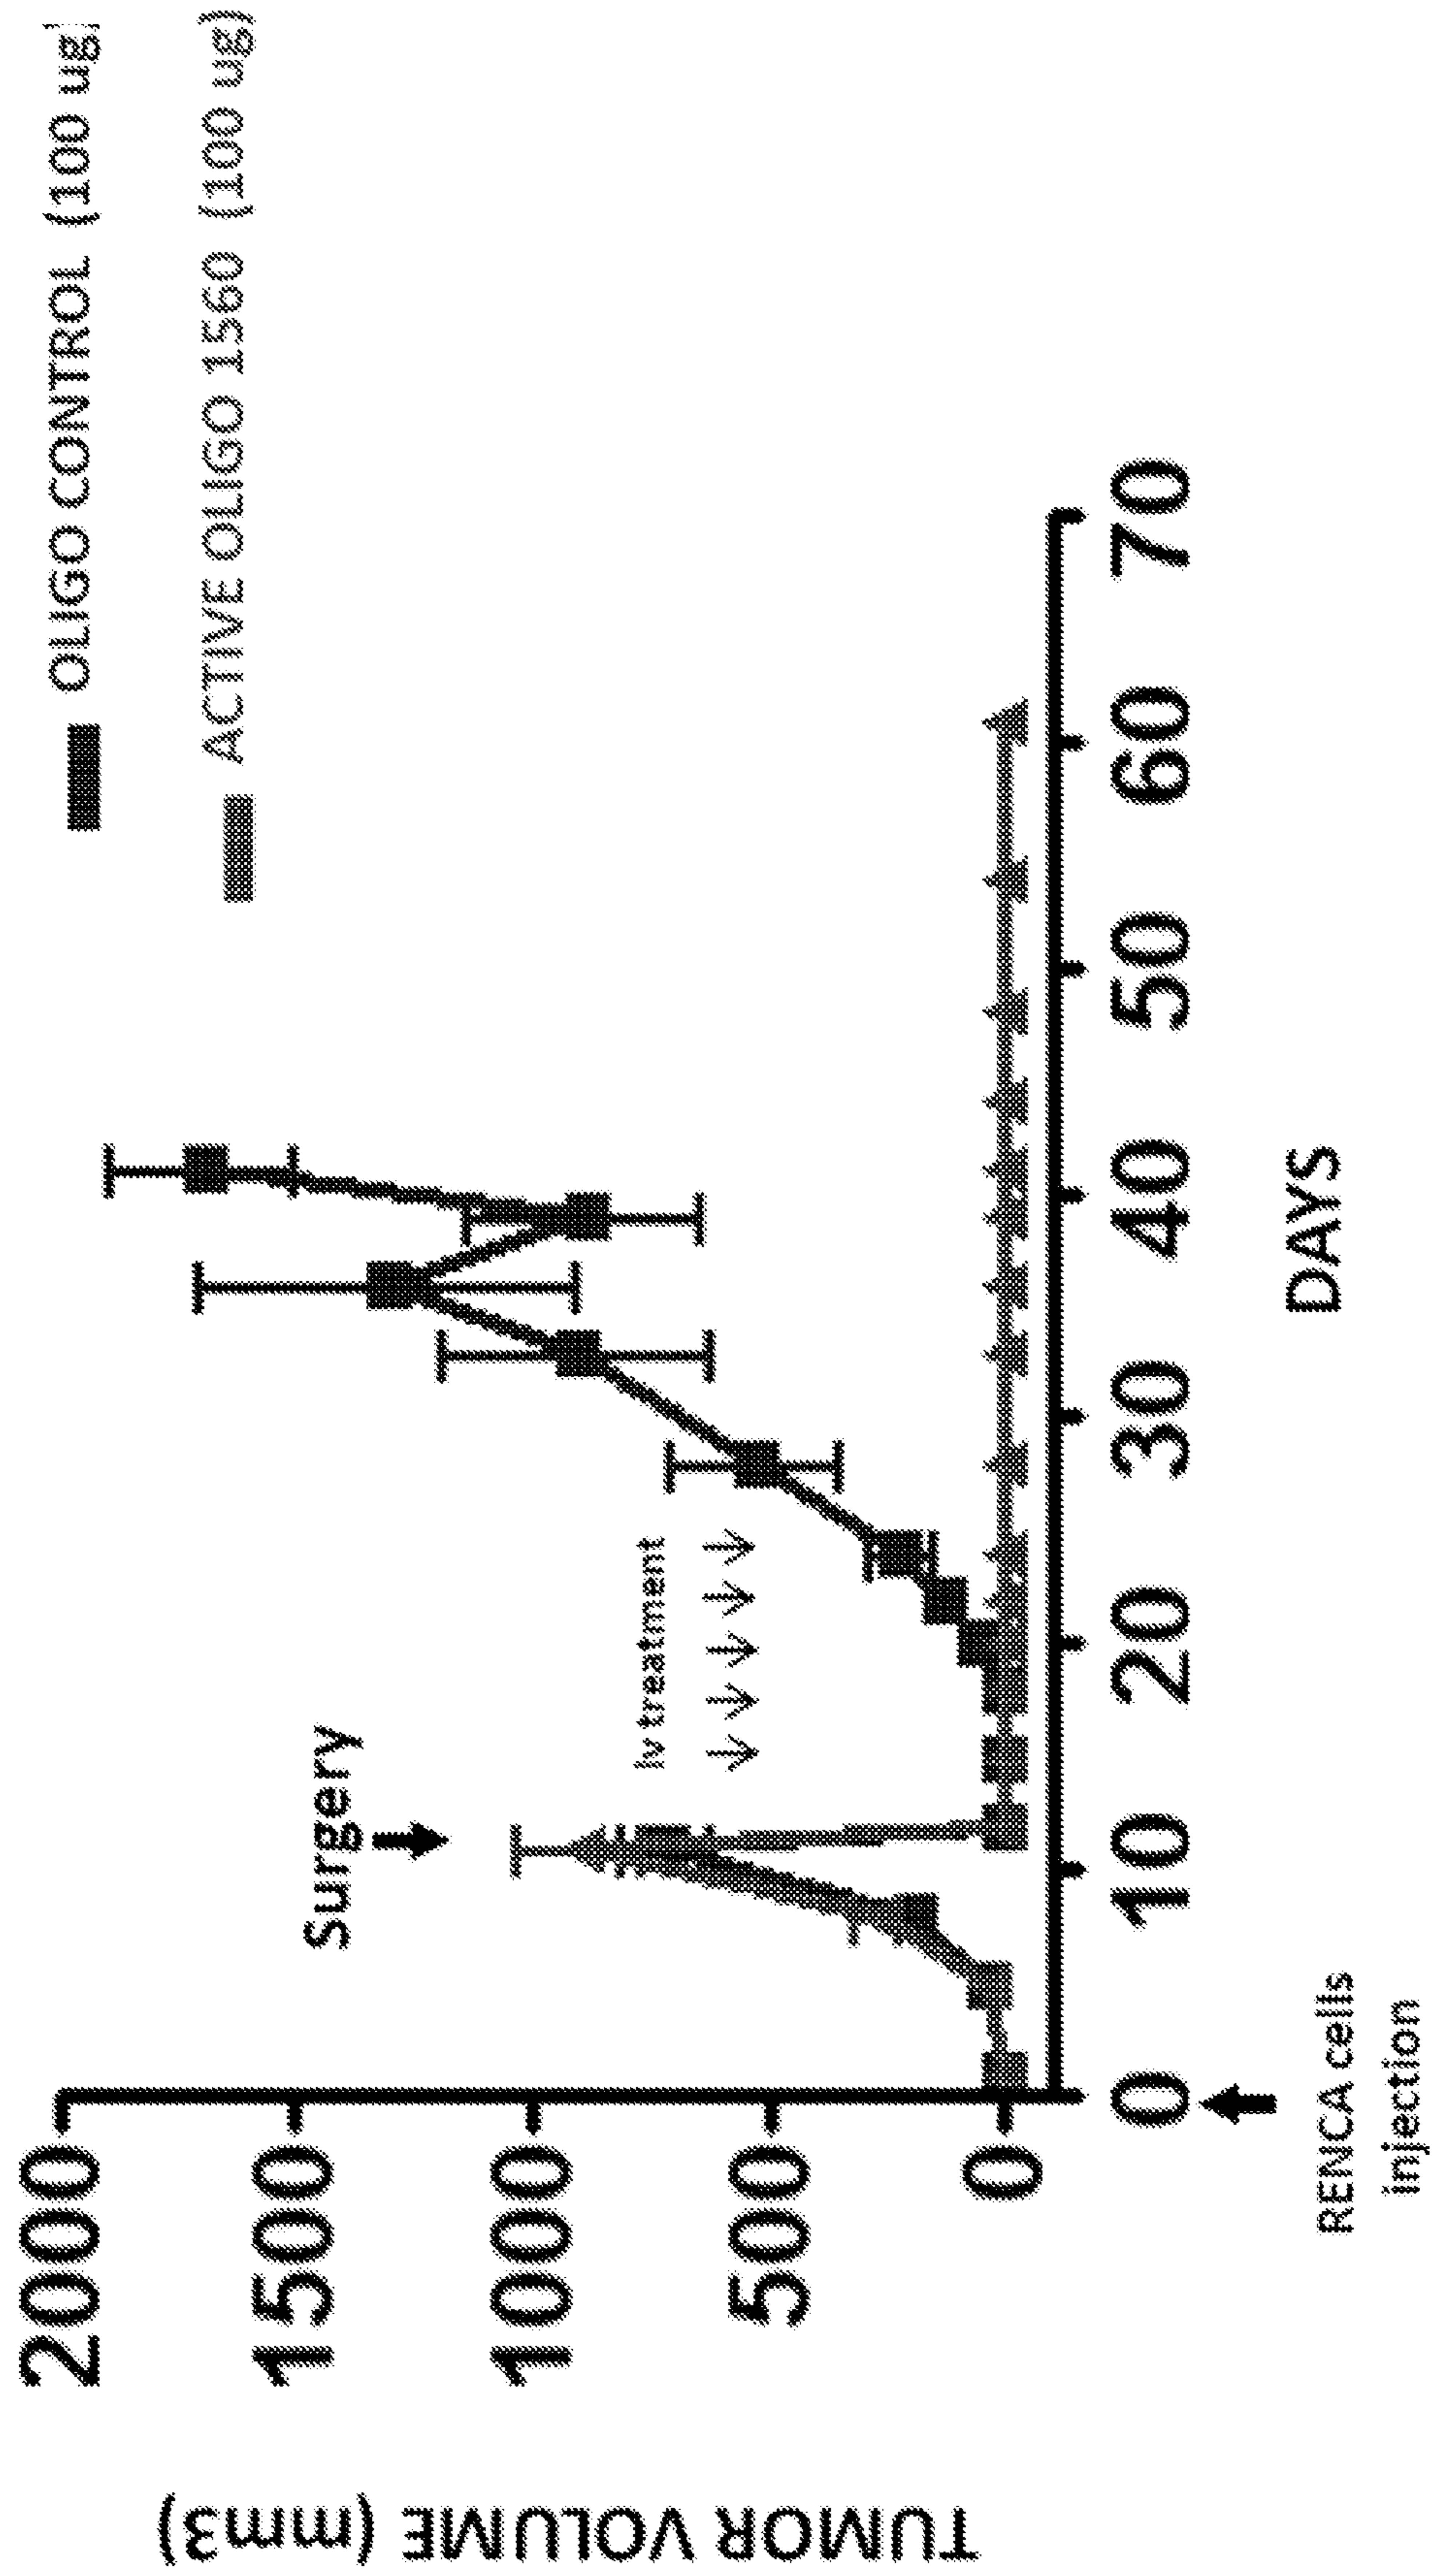 OLIGO CONTROL (100 ug)
ACTIVE OLIGO 1560 (100 ug)
TUMOR VOLUME (mm3)
2000
1500
1000
500
0
Surgery
Iv treatment
0
10
20
30
40
50
60
70
DAYS
RENCA cells
injection